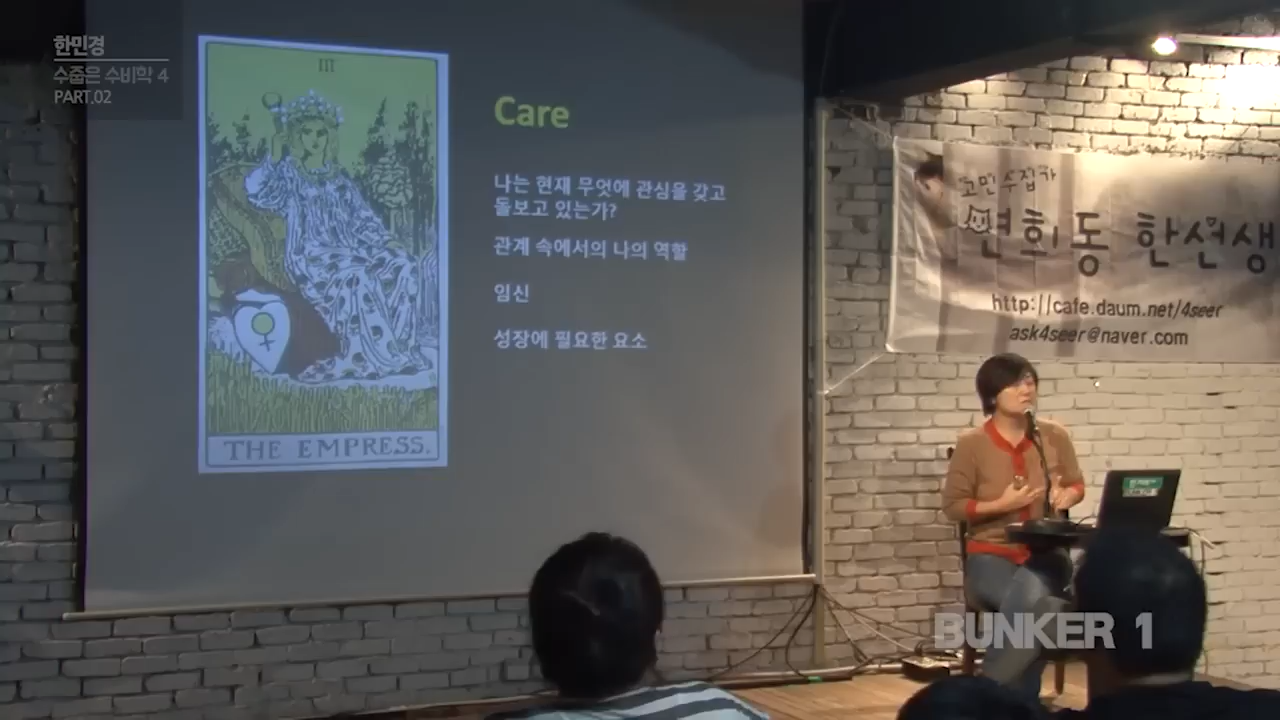 한민경
수줍은 수비학 4
PART.02
III
THE EMPRESS.
Care
나는 현재 무엇에 관심을 갖고
돌보고 있는가?
관계 속에서의 나의 역할
임신
성장에 필요한 요소
고민 수집가
연희동 한선생
http://cafe.daum.net/4seer
ask4seer@naver.com
BUNKER 1